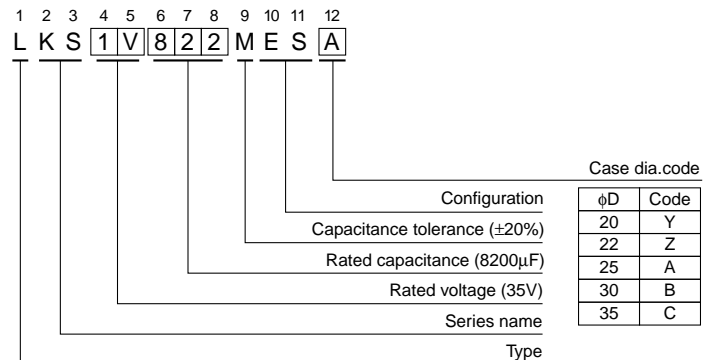 1 2 3 4 5 6 7 8 9 10 11 12
L K S 1 V 8 2 2 M E S A
Case dia.code
Configuration
Capacitance tolerance (±20%)
Rated capacitance (8200μF)
Rated voltage (35V)
Series name
Type
ϕD Code
20 Y
22 Z
25 A
30 B
35 C